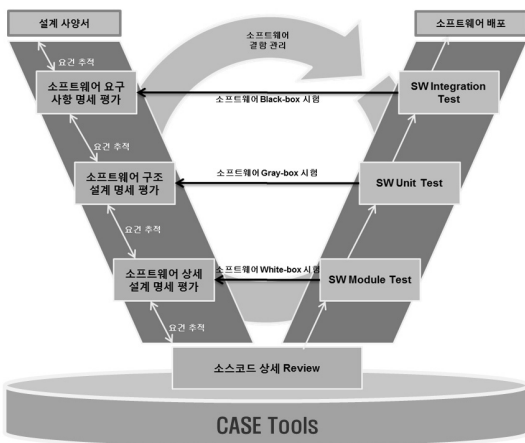 설계 사양서
소프트웨어
결함 관리
소프트웨어 배포
요건 추적
소프트웨어 요구
사항 명세 평가
소프트웨어 Black-box 시험
SW Integration
Test
요건 추적
소프트웨어 구조
설계 명세 평가
소프트웨어 Gray-box 시험
SW Unit Test
요건 추적
소프트웨어 상세
설계 명세 평가
소프트웨어 White-box 시험
SW Module Test
요건 추적
소스코드 상세 Review
CASE Tools